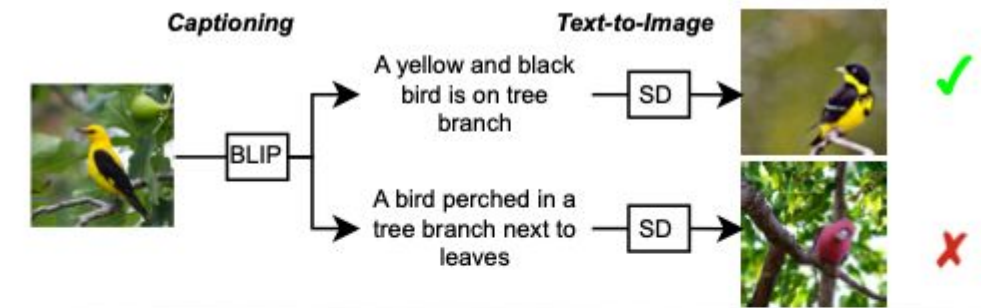 Captioning
Text-to-Image
A yellow and black
bird is on tree
branch
SD
BLIP
A bird perched in a
tree branch next to
leaves
SD